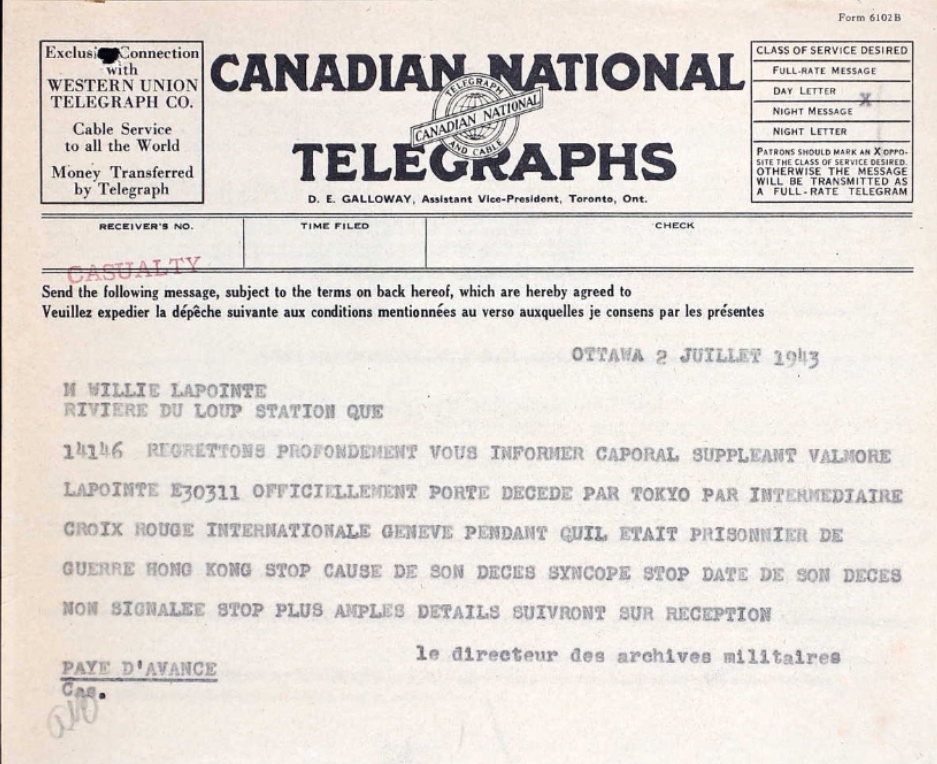 Form 6102B
Exclusive Connection
with
WESTERN UNION
TELEGRAPH CO.
Cable Service
to all the World
Money Transferred
by Telegraph
CANADIAN NATIONAL
TELEGRAPH
CANADIAN NATIONAL
AND CABLE
TELEGRAPHS
D. E. GALLOWAY, Assistant Vice-President, Toronto, Ont.
CLASS OF SERVICE DESIRED
FULL-RATE MESSAGE
DAY LETTER
X
NIGHT MESSAGE
NIGHT LETTER
PATRONS SHOULD MARK AN X OPPO-
SITE THE CLASS OF SERVICE DESIRED.
OTHERWISE THE MESSAGE
WILL BE TRANSMITTED AS
A FULL-RATE TELEGRAM
RECEIVER'S NO.
TIME FILED
CHECK
CASUALTY
Send the following message, subject to the terms on back hereof, which are hereby agreed to
Veuillez expedier la dépêche suivante aux conditions mentionnées au verso auxquelles je consens par les présentes
OTTAWA 2 JUILLET 1943
M WILLIE LAPOINTE
RIVIERE DU LOUP STATION QUE
14146 REGRETTONS PROFONDEMENT VOUS INFORMER CAPORAL SUPPLEANT VALMORE
LAPOINTE E30311 OFFICIELLEMENT PORTE DECEDE PAR TOKYO PAR INTERMEDIAIRE
CROIX ROUGE INTERNATIONALE GENEVE PENDANT QUIL ETAIT PRISONNIER DE
GUERRE HONG KONG STOP CAUSE DE SON DECES SYNCOPE STOP DATE DE SON DECES
NON SIGNALEE STOP PLUS AMPLES DETAILS SUIVRONT SUR RECEPTION
le directeur des archives militaires
PAYE D'AVANCE
Cas.